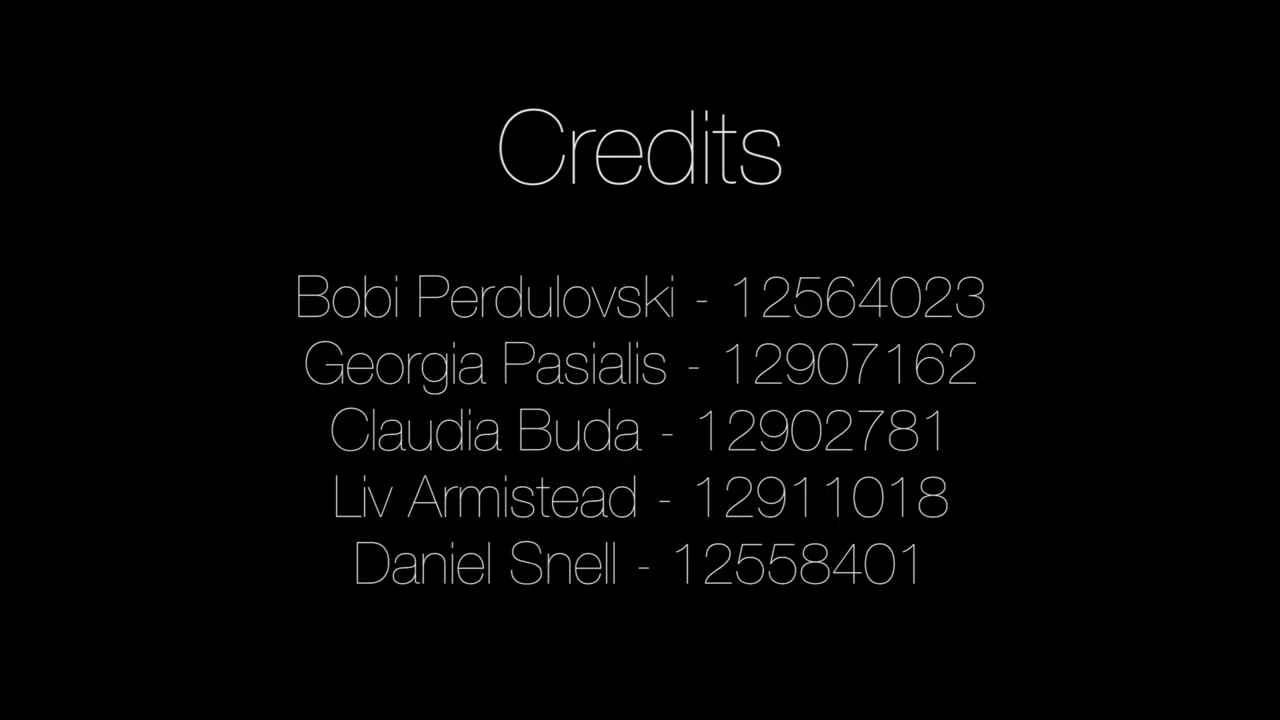 Credits
Bobi Perdulovski - 12564023
Georgia Pasialis - 12907162
Claudia Buda - 12902781
Liv Armistead - 12911018
Daniel Snell - 12558401